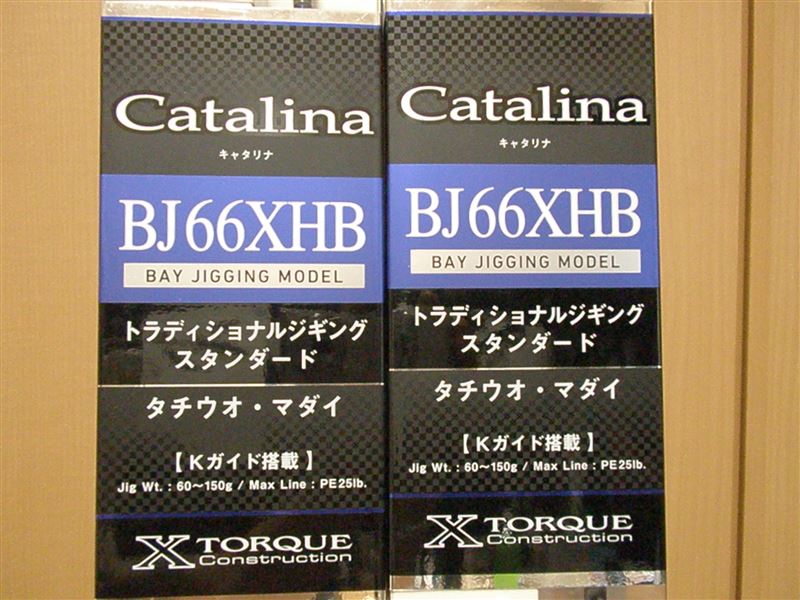 Catalina
キャタリナ
BJ66XHB
BAY JIGGING MODEL
トラディショナルジギング
スタンダード
タチウオ・マダイ
【Kガイド搭載】
Jig Wt. : 60〜150g / Max Line : PE25lb.
X TORQUE
Construction
Catalina
キャタリナ
BJ66XHB
BAY JIGGING MODEL
トラディショナルジギング
スタンダード
タチウオ・マダイ
【Kガイド搭載】
Jig Wt. : 60〜150g / Max Line : PE25lb.
X TORQUE
Construction